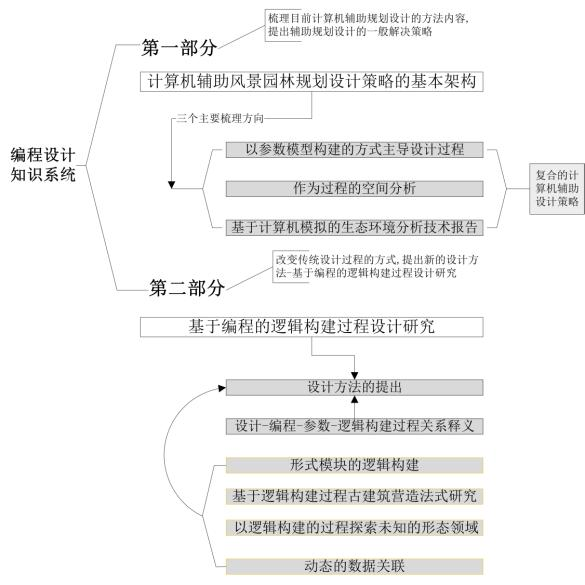 编程设计
知识系统
第一部分
梳理目前计算机辅助规划设计的方法内容,
提出辅助规划设计的一般解决策略
计算机辅助风景园林规划设计策略的基本架构
三个主要梳理方向
以参数模型构建的方式主导设计过程
作为过程的空间分析
基于计算机模拟的生态环境分析技术报告
复合的计
算机辅助
设计策略
第二部分
改变传统设计过程的方式,提出新的设计方
法-基于编程的逻辑构建过程设计研究
基于编程的逻辑构建过程设计研究
设计方法的提出
设计-编程-参数-逻辑构建过程关系释义
形式模块的逻辑构建
基于逻辑构建过程古建筑营造法式研究
以逻辑构建的过程探索未知的形态领域
动态的数据关联